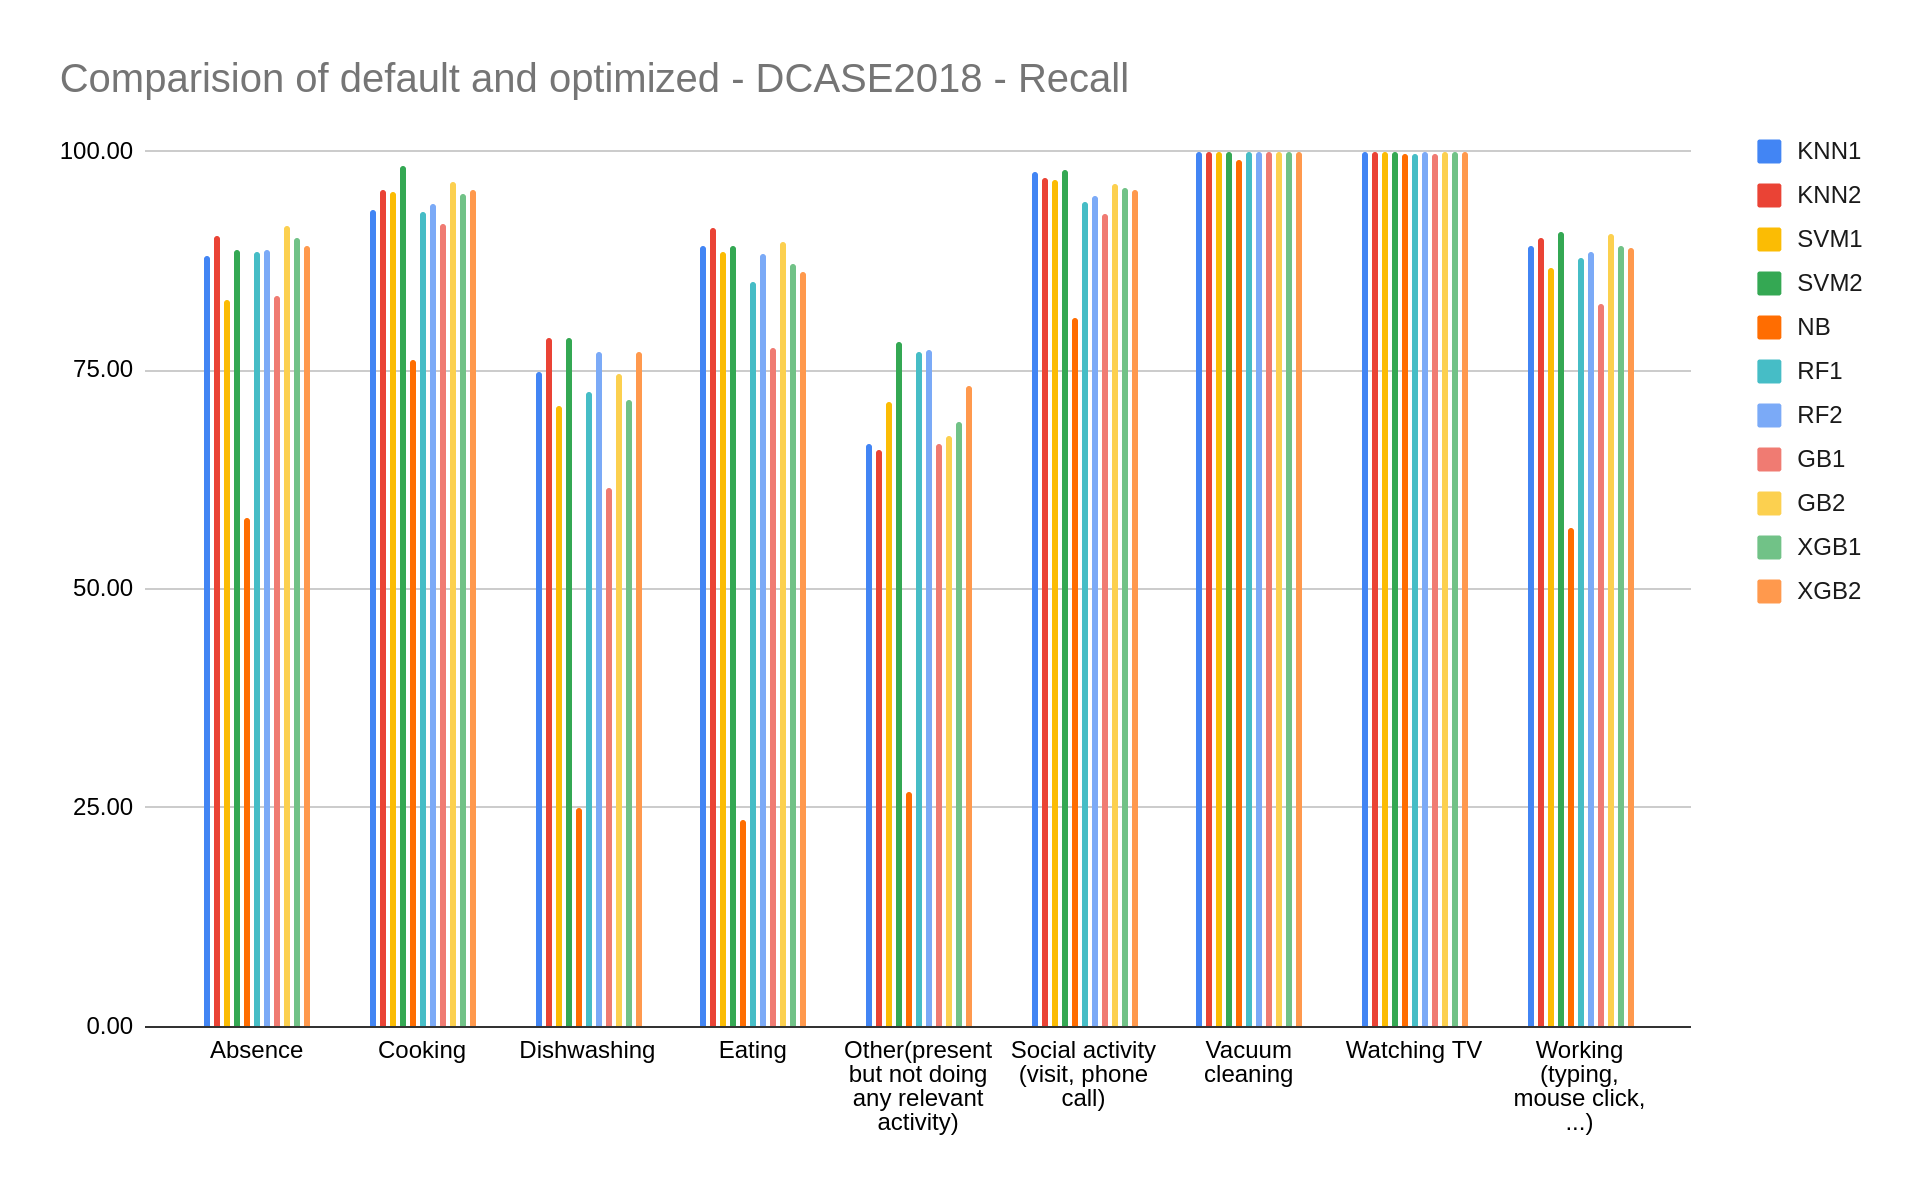 Comparision of default and optimized - DCASE2018 - Recall
100.00
75.00
50.00
25.00
0.00
KNN1
KNN2
SVM1
SVM2
NB
RF1
RF2
GB1
GB2
XGB1
XGB2
Absence
Cooking
Dishwashing
Eating
Other(present
but not doing
any relevant
activity)
Social activity
(visit, phone
call)
Vacuum
cleaning
Watching TV
Working
(typing,
mouse click,
...)